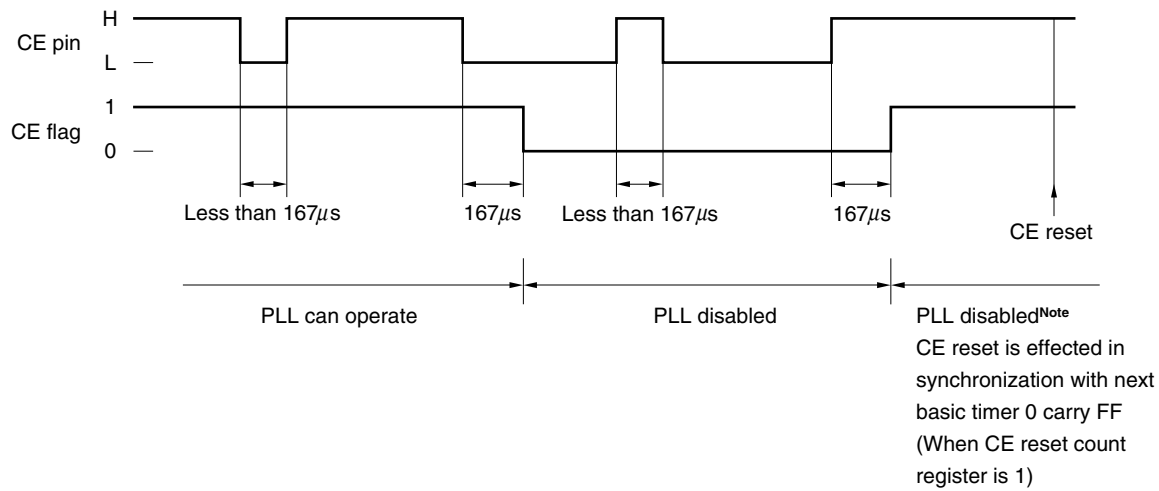 H
CE pin
L
1
CE flag
0
Less than 167μs
167μs
Less than 167μs
167μs
CE reset
PLL can operate
PLL disabled
PLL disabledNote
CE reset is effected in
synchronization with next
basic timer 0 carry FF
(When CE reset count
register is 1)